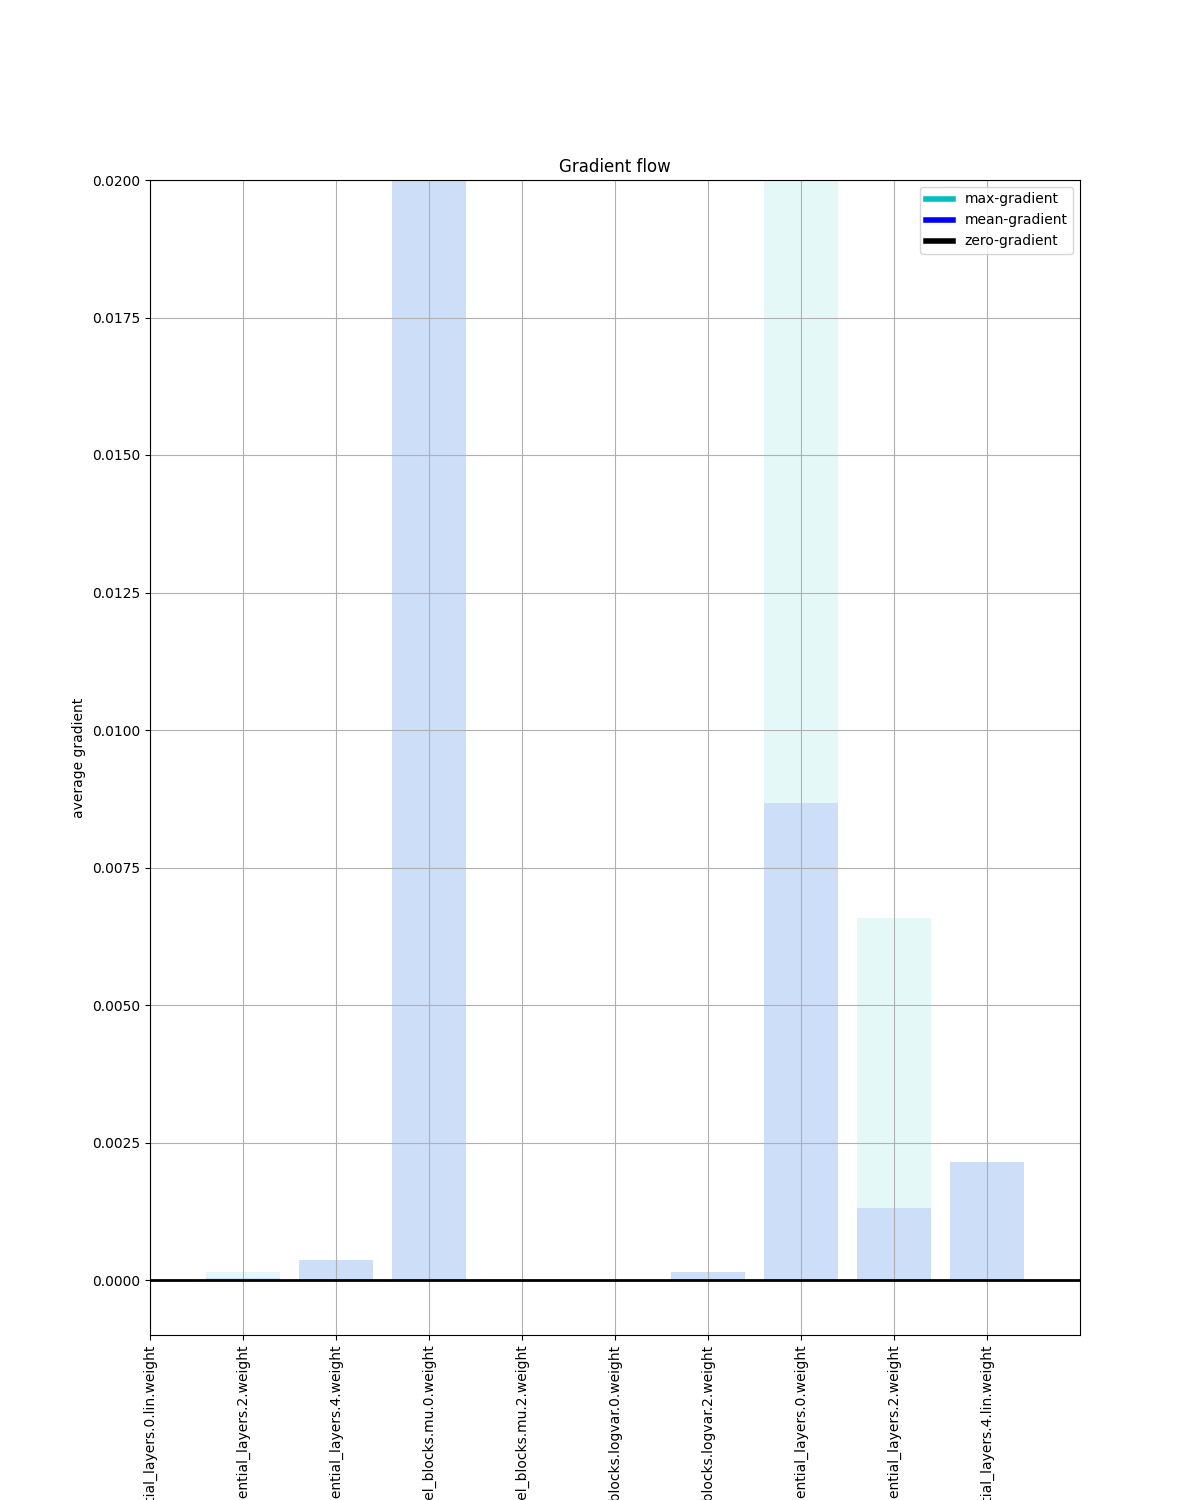 Gradient flow
max-gradient
mean-gradient
zero-gradient
0.0200
0.0175
0.0150
0.0125
0.0100
0.0075
0.0050
0.0025
0.0000
average gradient
tial_layers.0.lin.weight
ential_layers.2.weight
ential_layers.4.weight
el_blocks.mu.0.weight
el_blocks.mu.2.weight
blocks.logvar.0.weight
blocks.logvar.2.weight
ential_layers.0.weight
ential_layers.2.weight
tial_layers.4.lin.weight